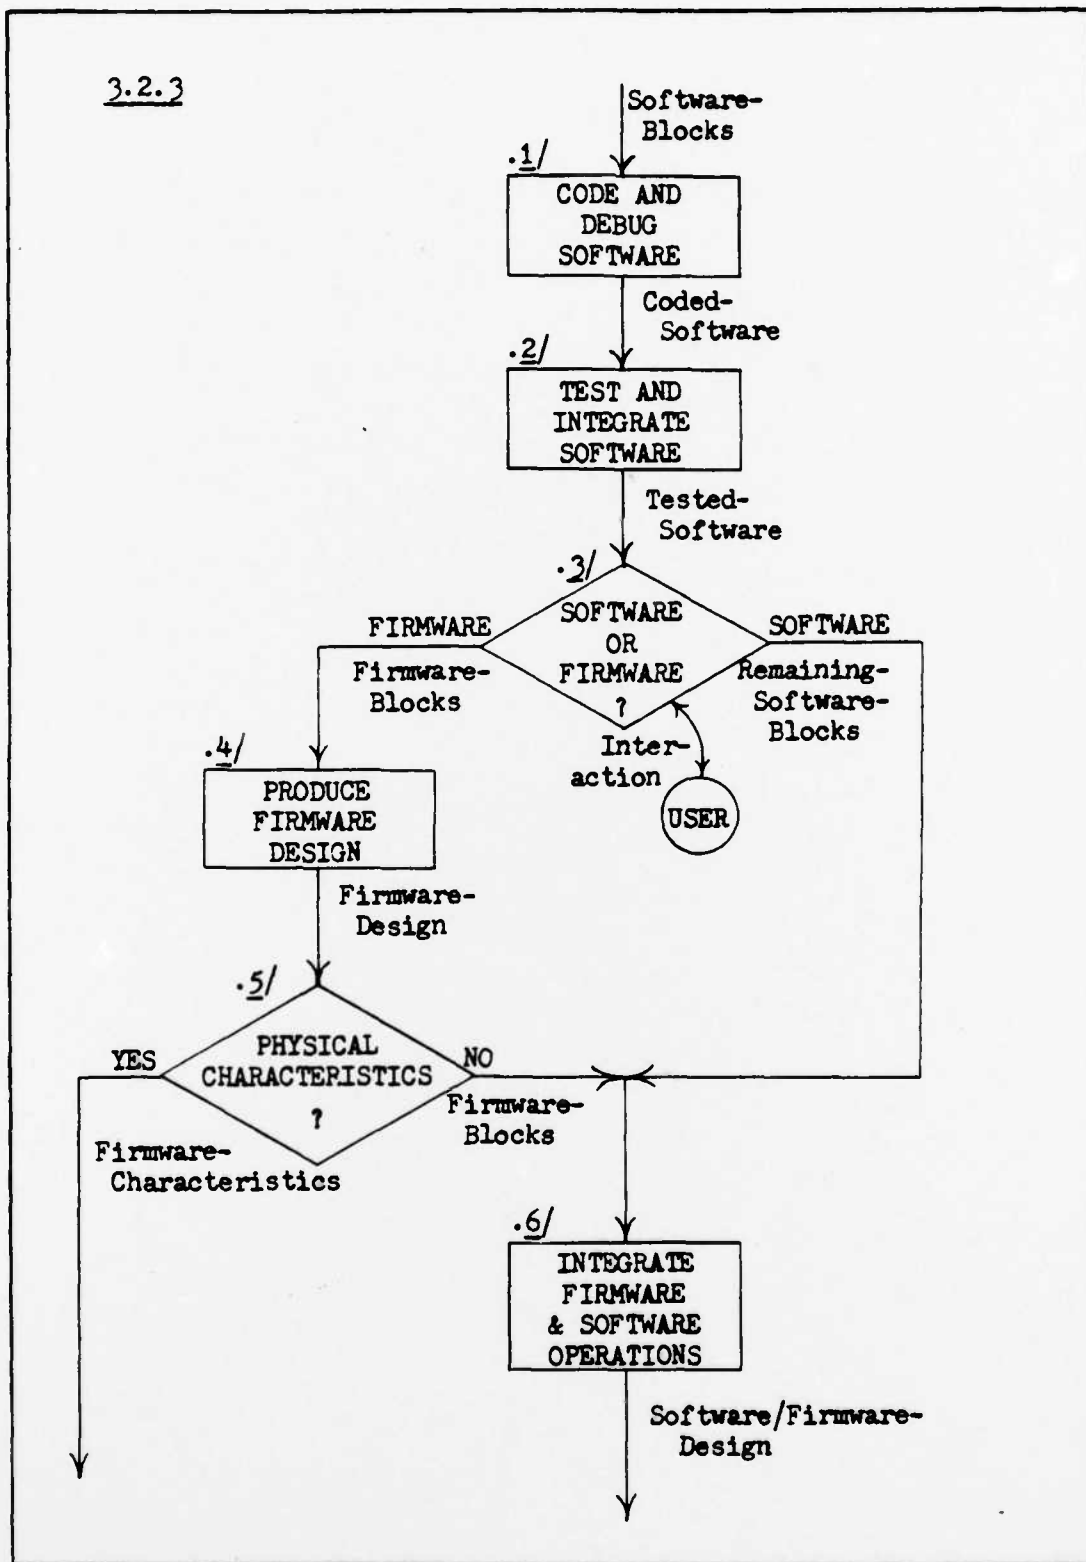 3.2.3
Software-
Blocks
.1/
CODE AND
DEBUG
SOFTWARE
Coded-
Software
.2/
TEST AND
INTEGRATE
SOFTWARE
Tested-
Software
.3/
SOFTWARE
OR
FIRMWARE
?
FIRMWARE
Firmware-
Blocks
SOFTWARE
Remaining-
Software-
Blocks
Inter-
action
USER
.4/
PRODUCE
FIRMWARE
DESIGN
Firmware-
Design
.5/
PHYSICAL
CHARACTERISTICS
?
YES
Firmware-
Characteristics
NO
Firmware-
Blocks
.6/
INTEGRATE
FIRMWARE
& SOFTWARE
OPERATIONS
Software/Firmware-
Design